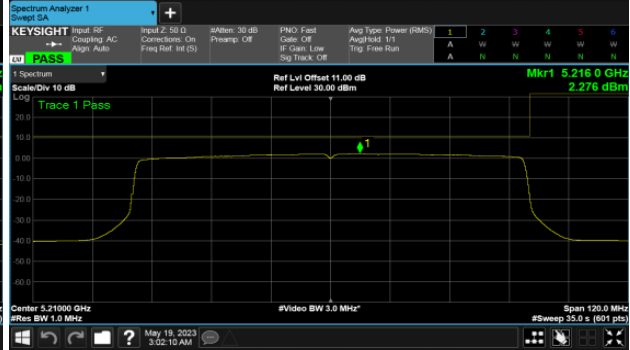 Spectrum Analyzer 1
Swept SA
+
KEYSIGHT Input: RF Input Z: 50 Ω #Atten: 30 dB PNO: Fast Avg Type: Power (RMS) 1 2 3 4 5 6
Coupling: AC Corrections: On Preamp: Off Gate: Off Avg|Hold: 1/1 A W W W W W
Align: Auto Freq Ref: Int (S) IF Gain: Low Trig: Free Run
Sig Track: Off A N N N N N
LXI PASS
1 Spectrum Ref Lvl Offset 11.00 dB Mkr1 5.216 0 GHz
Scale/Div 10 dB Ref Level 30.00 dBm 2.276 dBm
Log Trace 1 Pass
20.0
10.0
1
0.00
-10.0
-20.0
-30.0
-40.0
-50.0
-60.0
Center 5.21000 GHz #Video BW 3.0 MHz* Span 120.0 MHz
#Res BW 1.0 MHz #Sweep 35.0 s (601 pts)
? May 19, 2023
3:02:10 AM